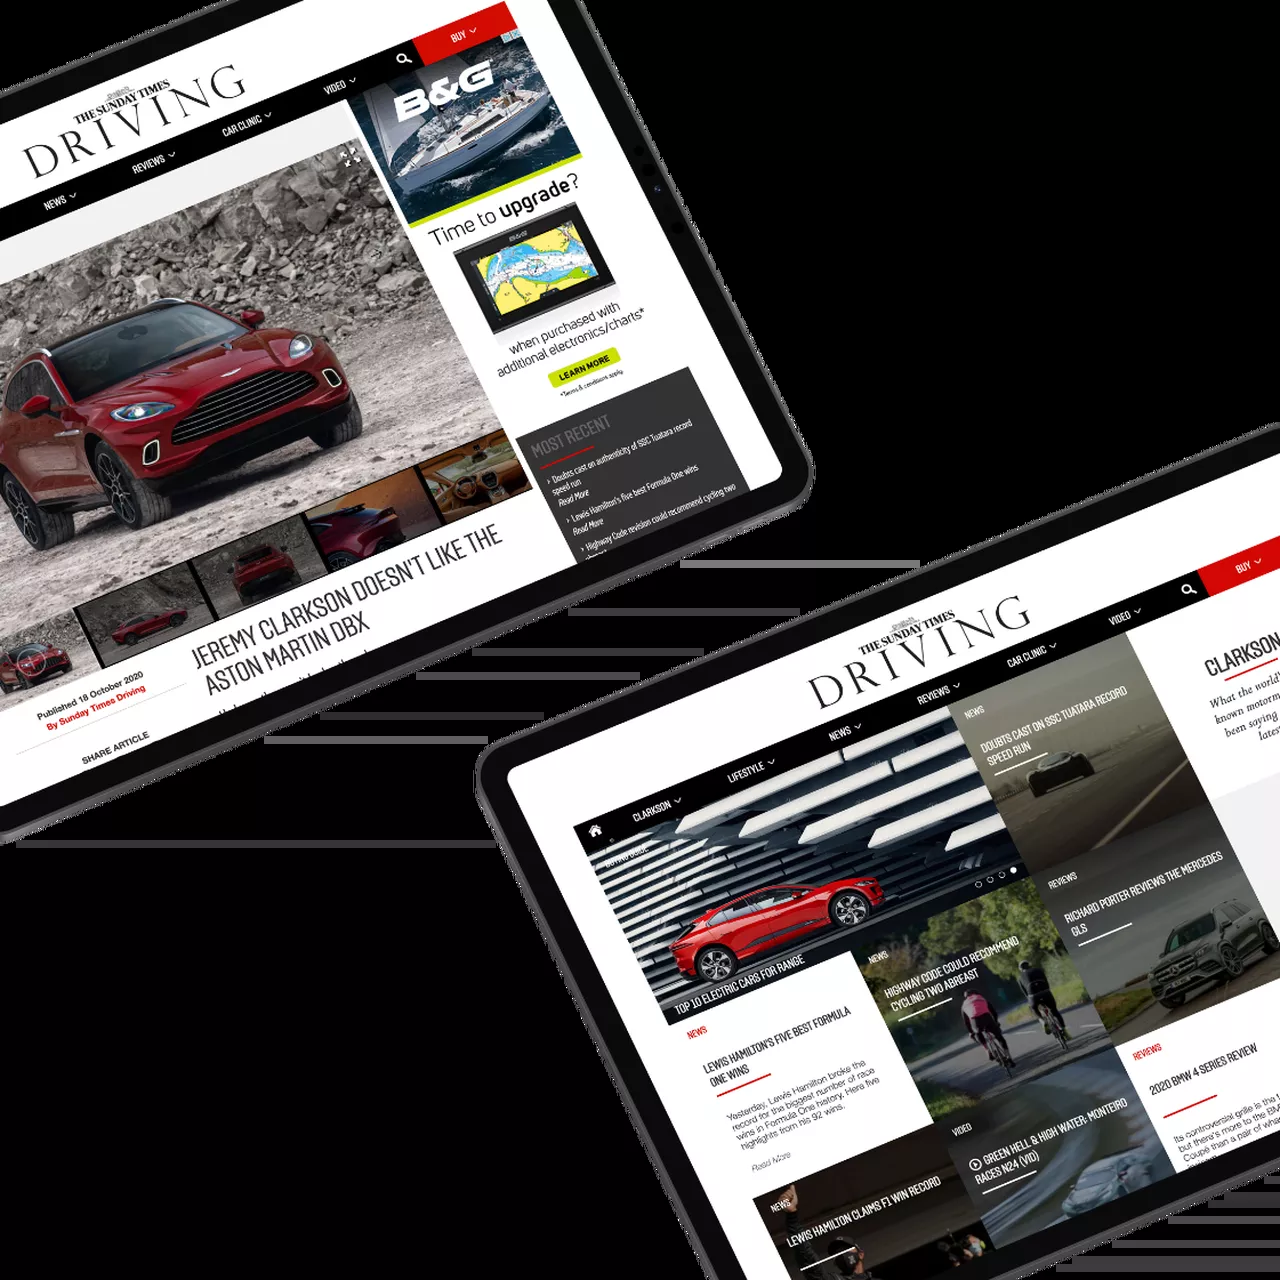 THE SUNDAY TIMES
DRIVING
NEWS
REVIEWS
CAR CLINIC
VIDEO
BUY
B&G
Time to upgrade?
B&G
when purchased with
additional electronics/charts*
LEARN MORE
*Terms & conditions apply
MOST RECENT
› Doubts cast on authenticity of SSC Tuatara record
speed run
Read More
› Lewis Hamilton's five best Formula One wins
Read More
› Highway Code revision could recommend cycling two
JEREMY CLARKSON DOESN'T LIKE THE
ASTON MARTIN DBX
Published 18 October 2020
By Sunday Times Driving
SHARE ARTICLE
THE SUNDAY TIMES
DRIVING
CLARKSON
LIFESTYLE
NEWS
REVIEWS
CAR CLINIC
VIDEO
BUY
BUYING GUIDE
TOP 10 ELECTRIC CARS FOR RANGE
NEWS
DOUBTS CAST ON SSC TUATARA RECORD
SPEED RUN
CLARKSON
What the world'
known motorm
been saying
lates
REVIEWS
RICHARD PORTER REVIEWS THE MERCEDES
GLS
NEWS
HIGHWAY CODE COULD RECOMMEND
CYCLING TWO ABREAST
NEWS
LEWIS HAMILTON'S FIVE BEST FORMULA
ONE WINS
Yesterday, Lewis Hamilton broke the
record for the biggest number of race
wins in Formula One history. Here five
highlights from his 92 wins.
Read More
REVIEWS
2020 BMW 4 SERIES REVIEW
Its controversial grille is the
but there's more to the BM
Coupé than a pair of
VIDEO
GREEN HELL & HIGH WATER: MONTEIRO
RACES N24 (VID)
NEWS
LEWIS HAMILTON CLAIMS F1 WIN RECORD